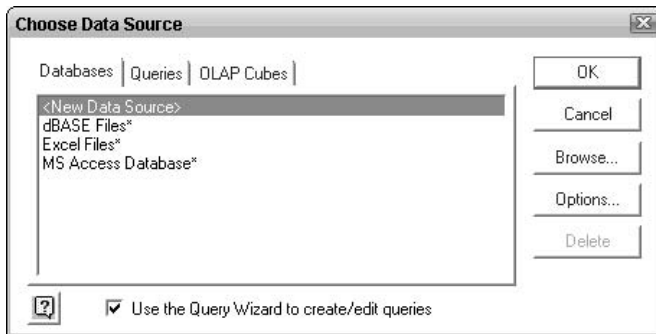 Choose Data Source
Databases Queries OLAP Cubes
<New Data Source>
dBASE Files*
Excel Files*
MS Access Database*
OK
Cancel
Browse...
Options...
Delete
Use the Query Wizard to create/edit queries